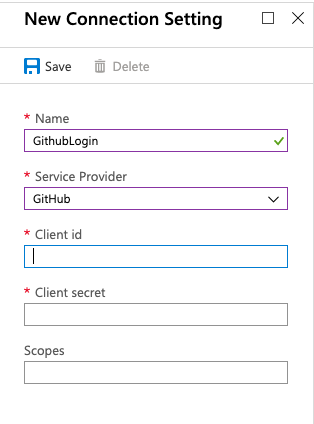 New Connection Setting
Save Delete
* Name
GithubLogin
* Service Provider
GitHub
* Client id
* Client secret
Scopes